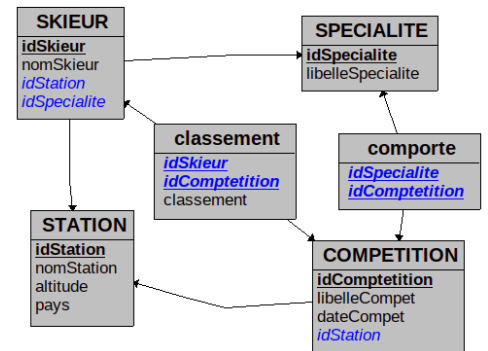 SKIEUR
idSkieur
nomSkieur
idStation
idSpecialite
SPECIALITE
idSpecialite
libelleSpecialite
classement
idSkieur
idComptetition
classement
comporte
idSpecialite
idComptetition
STATION
idStation
nomStation
altitude
pays
COMPETITION
idComptetition
libelleCompet
dateCompet
idStation